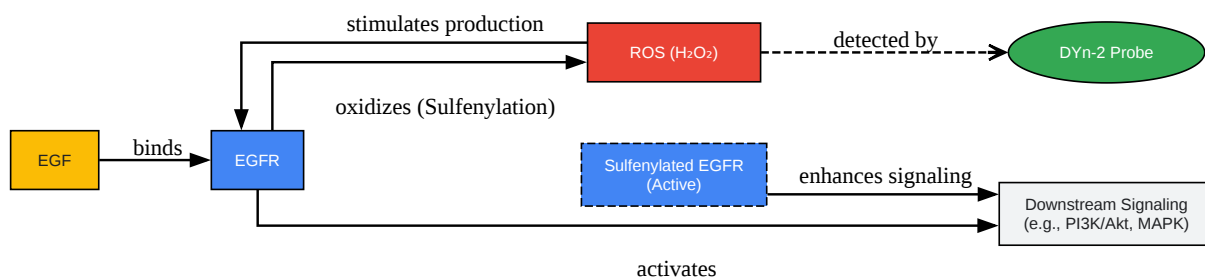 stimulates production
ROS (H₂O₂)
detected by
DYn-2 Probe
oxidizes (Sulfenylation)
EGF
binds
EGFR
Sulfenylated EGFR
(Active)
enhances signaling
Downstream Signaling
(e.g., PI3K/Akt, MAPK)
activates